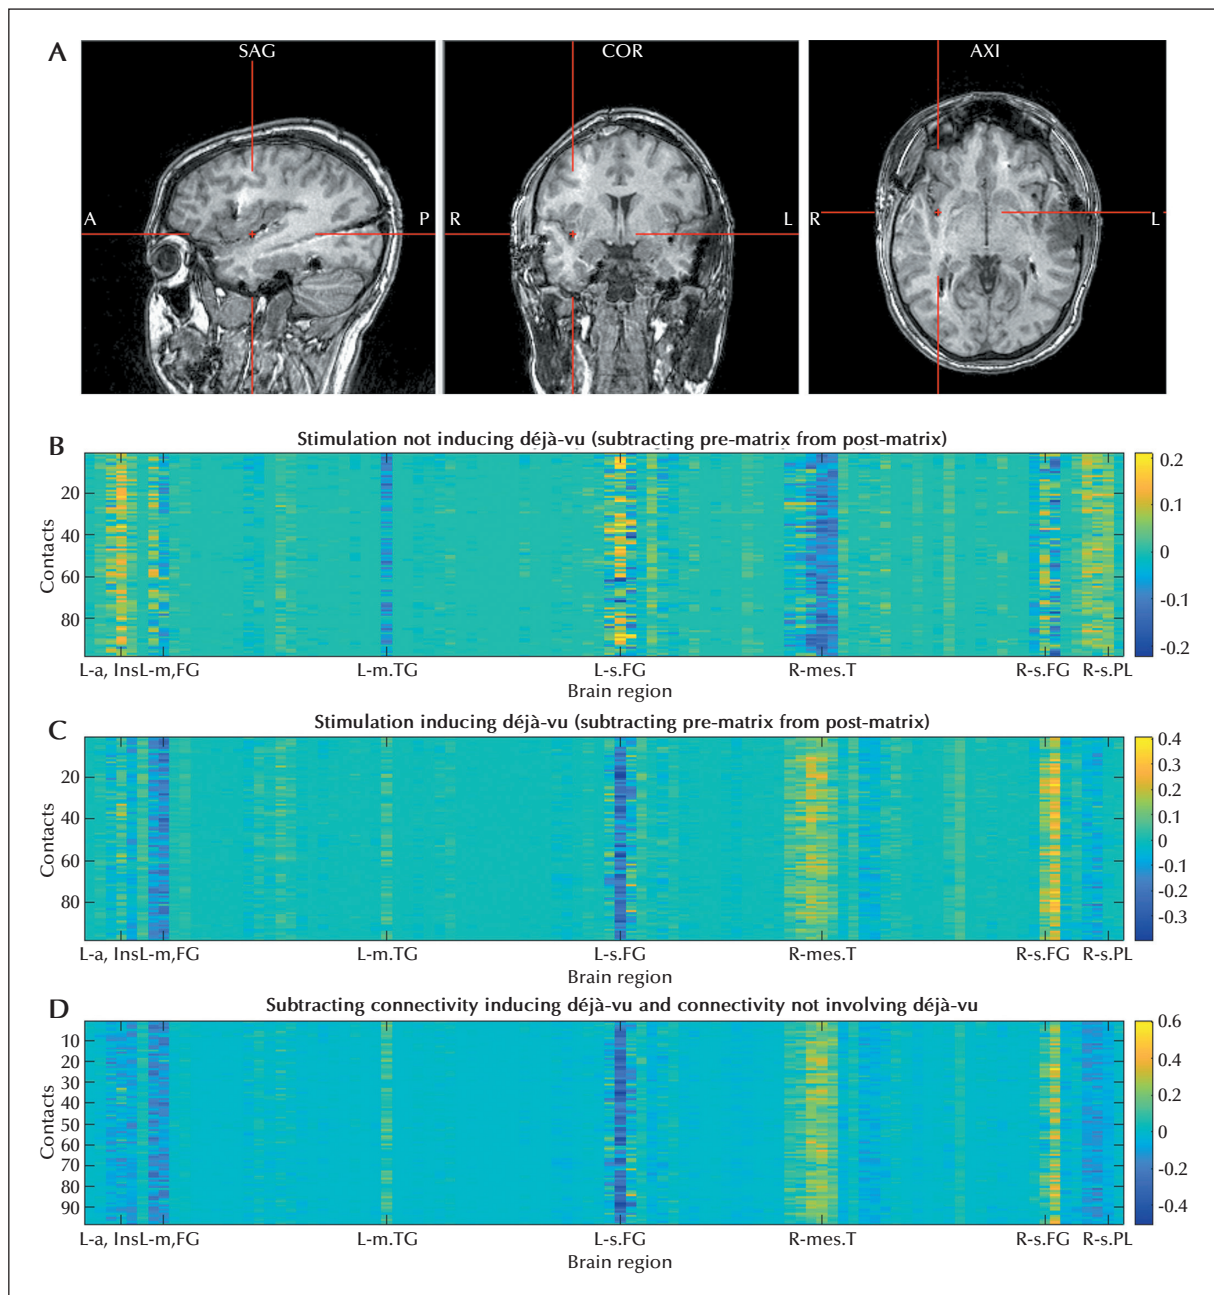 A
SAG
COR
AXI
A
P
R
L
R
L
B
Stimulation not inducing déjà-vu (subtracting pre-matrix from post-matrix)
Contacts
20
40
60
80
0.2
0.1
0
-0.1
-0.2
L-a, InsL-m,FG
L-m.TG
L-s.FG
R-mes.T
R-s.FG
R-s.PL
Brain region
C
Stimulation inducing déjà-vu (subtracting pre-matrix from post-matrix)
Contacts
20
40
60
80
0.4
0.3
0.2
0.1
0
-0.1
-0.2
-0.3
L-a, InsL-m,FG
L-m.TG
L-s.FG
R-mes.T
R-s.FG
R-s.PL
Brain region
D
Subtracting connectivity inducing déjà-vu and connectivity not involving déjà-vu
Contacts
10
20
30
40
50
60
70
80
90
0.6
0.4
0.2
0
-0.2
-0.4
L-a, InsL-m,FG
L-m.TG
L-s.FG
R-mes.T
R-s.FG
R-s.PL
Brain region